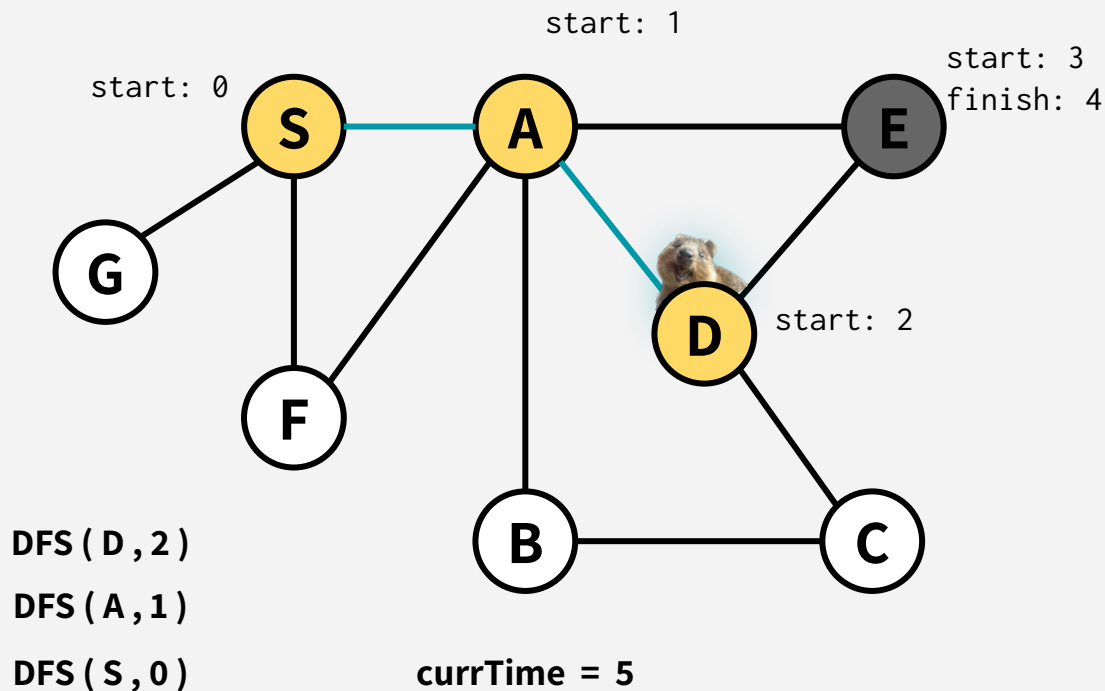 start: 1
start: 3
finish: 4
start: 0
S
A
E
G
D
start: 2
F
B
C
DFS(D,2)
DFS(A,1)
DFS(S,0)
currTime = 5